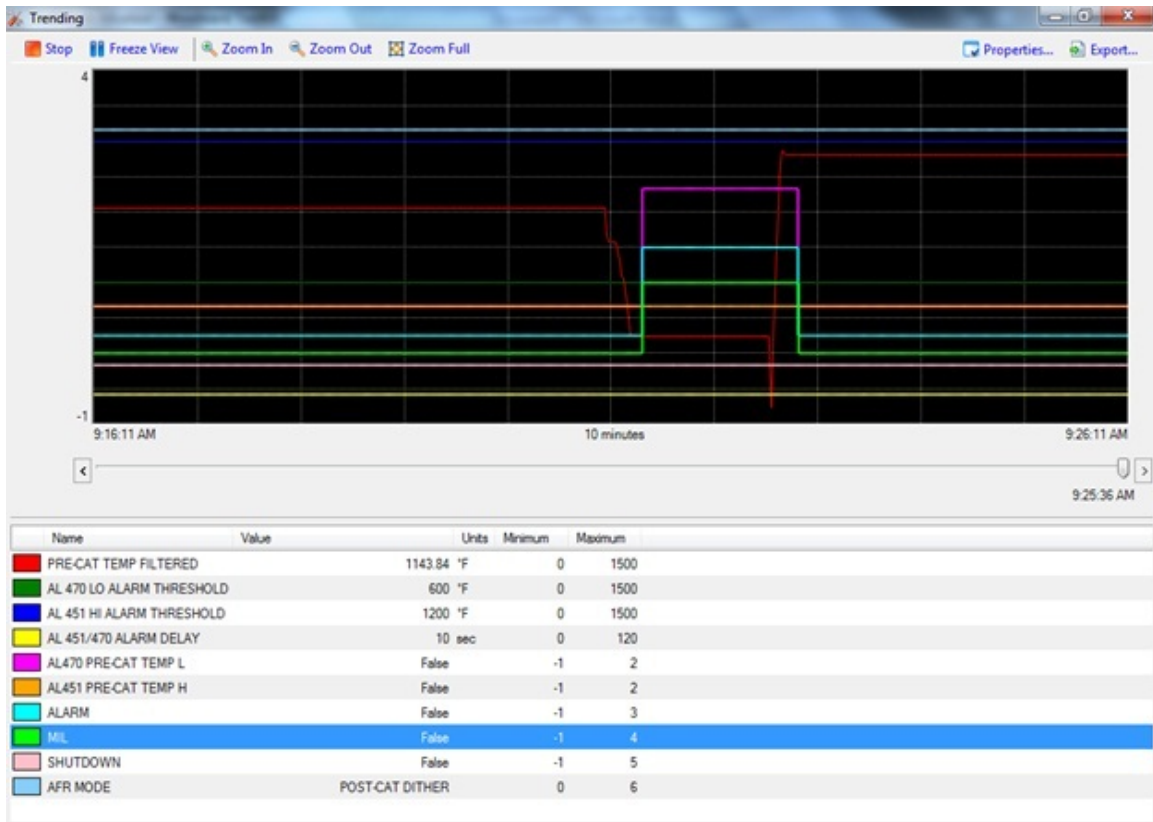 Trending
Stop Freeze View Zoom In Zoom Out Zoom Full Properties... Export...
4
-1
9:16:11 AM 10 minutes 9:26:11 AM
9:25:36 AM
Name Value Units Minimum Maximum
PRE-CAT TEMP FILTERED 1143.84 °F 0 1500
AL 470 LO ALARM THRESHOLD 600 °F 0 1500
AL 451 HI ALARM THRESHOLD 1200 °F 0 1500
AL 451/470 ALARM DELAY 10 sec 0 120
AL470 PRE-CAT TEMP L False -1 2
AL451 PRE-CAT TEMP H False -1 2
ALARM False -1 3
MIL False -1 4
SHUTDOWN False -1 5
AFR MODE POST-CAT DITHER 0 6